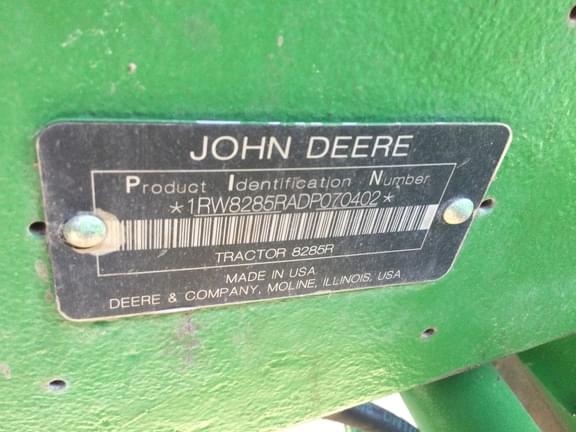 JOHN DEERE
Product Identification Number
*1RW8285RADP070402*
TRACTOR 8285R
MADE IN USA
DEERE & COMPANY, MOLINE, ILLINOIS, USA